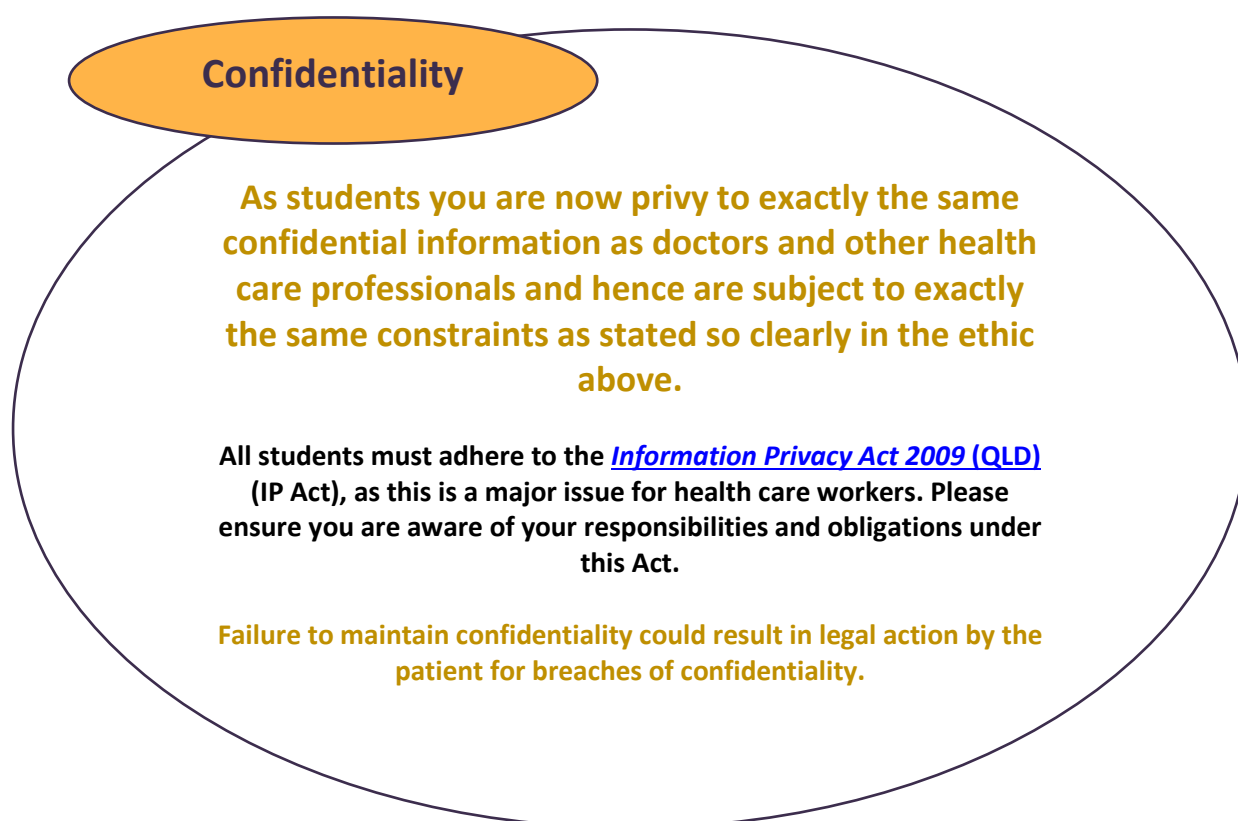 Confidentiality
As students you are now privy to exactly the same
confidential information as doctors and other health
care professionals and hence are subject to exactly
the same constraints as stated so clearly in the ethic
above.
All students must adhere to the Information Privacy Act 2009 (QLD)
(IP Act), as this is a major issue for health care workers. Please
ensure you are aware of your responsibilities and obligations under
this Act.
Failure to maintain confidentiality could result in legal action by the
patient for breaches of confidentiality.